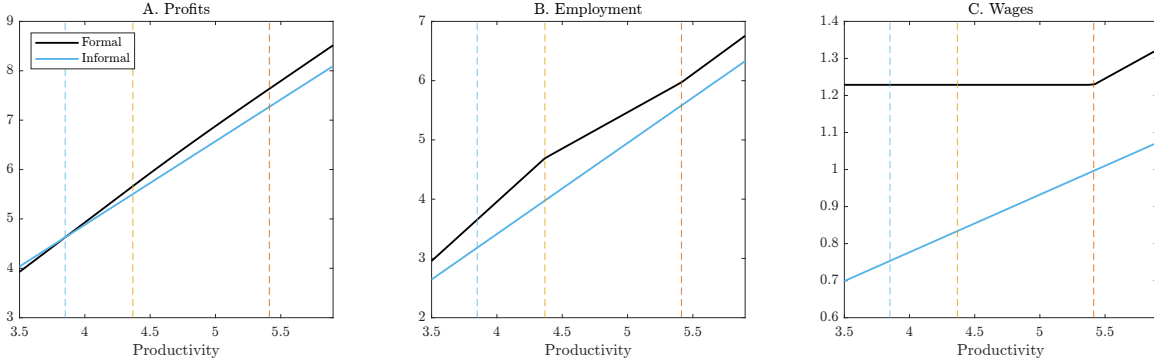 A. Profits
9
8
7
6
5
4
3
3.5 4 4.5 5 5.5
Productivity
Formal
Informal
B. Employment
7
6
5
4
3
2
3.5 4 4.5 5 5.5
Productivity
C. Wages
1.4
1.3
1.2
1.1
1
0.9
0.8
0.7
0.6
3.5 4 4.5 5 5.5
Productivity